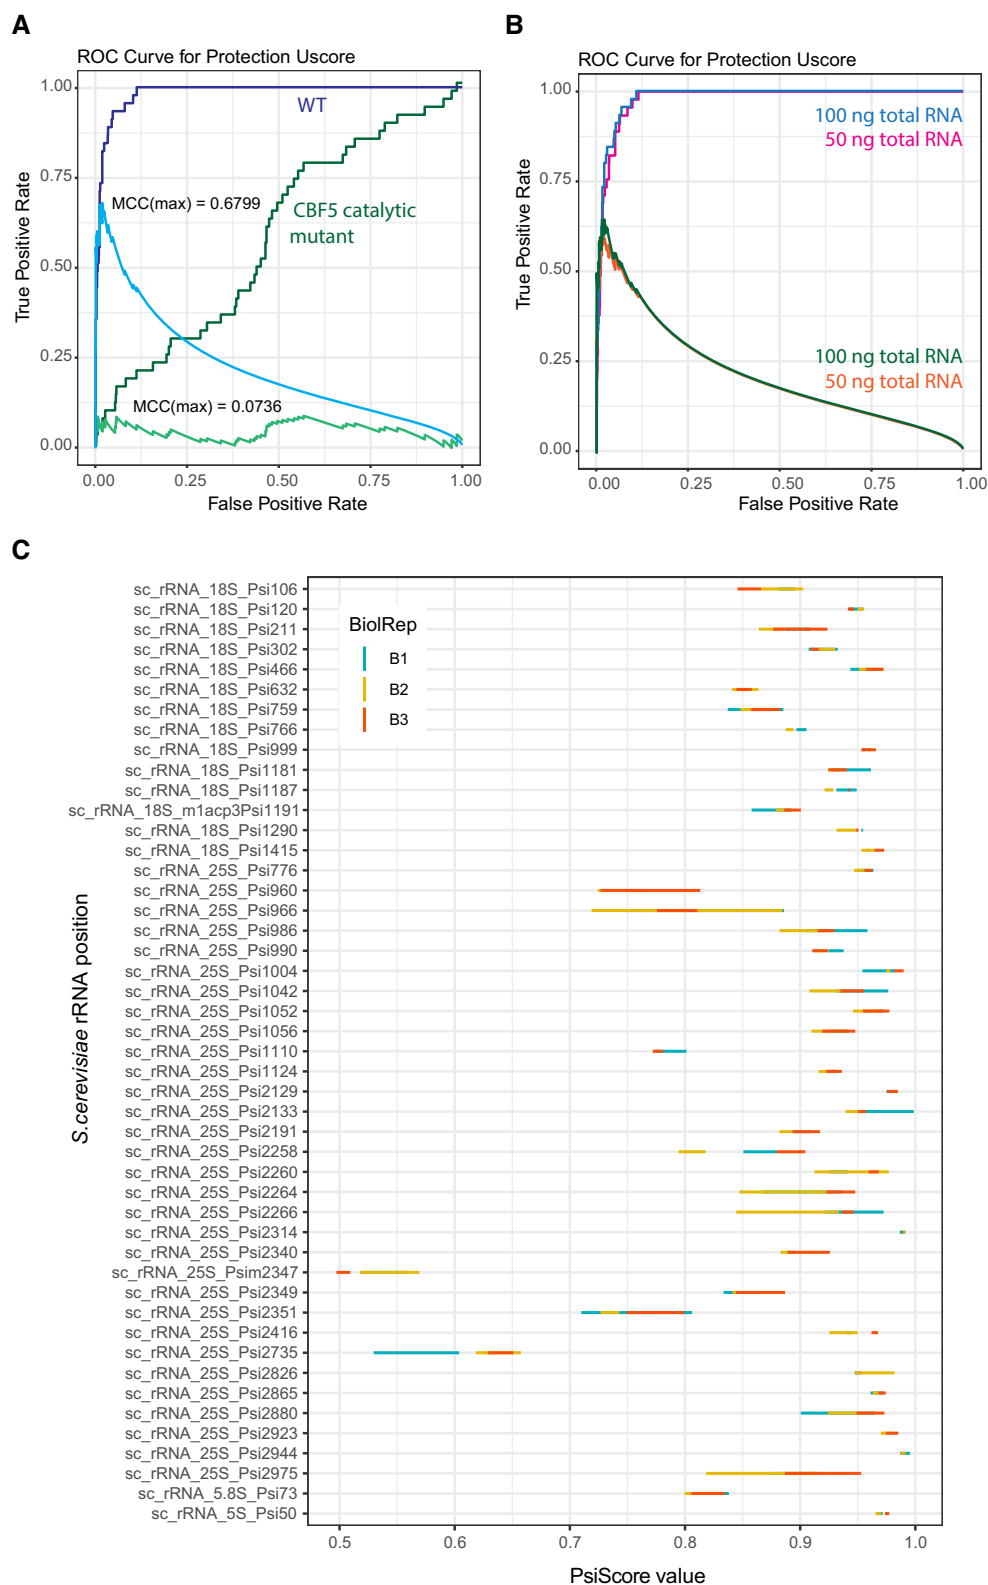 A
ROC Curve for Protection Uscore
1.00
0.75
0.50
0.25
0.00
True Positive Rate
WT
MCC(max) = 0.6799
CBF5 catalytic
mutant
MCC(max) = 0.0736
0.00 0.25 0.50 0.75 1.00
False Positive Rate
B
ROC Curve for Protection Uscore
1.00
0.75
0.50
0.25
0.00
True Positive Rate
100 ng total RNA
50 ng total RNA
100 ng total RNA
50 ng total RNA
0.00 0.25 0.50 0.75 1.00
False Positive Rate
C
S.cerevisiae rRNA position
sc_rRNA_18S_Psi106
sc_rRNA_18S_Psi120
sc_rRNA_18S_Psi211
sc_rRNA_18S_Psi302
sc_rRNA_18S_Psi466
sc_rRNA_18S_Psi632
sc_rRNA_18S_Psi759
sc_rRNA_18S_Psi766
sc_rRNA_18S_Psi999
sc_rRNA_18S_Psi1181
sc_rRNA_18S_Psi1187
sc_rRNA_18S_m1acp3Psi1191
sc_rRNA_18S_Psi1290
sc_rRNA_18S_Psi1415
sc_rRNA_25S_Psi776
sc_rRNA_25S_Psi960
sc_rRNA_25S_Psi966
sc_rRNA_25S_Psi986
sc_rRNA_25S_Psi990
sc_rRNA_25S_Psi1004
sc_rRNA_25S_Psi1042
sc_rRNA_25S_Psi1052
sc_rRNA_25S_Psi1056
sc_rRNA_25S_Psi1110
sc_rRNA_25S_Psi1124
sc_rRNA_25S_Psi2129
sc_rRNA_25S_Psi2133
sc_rRNA_25S_Psi2191
sc_rRNA_25S_Psi2258
sc_rRNA_25S_Psi2260
sc_rRNA_25S_Psi2264
sc_rRNA_25S_Psi2266
sc_rRNA_25S_Psi2314
sc_rRNA_25S_Psi2340
sc_rRNA_25S_Psim2347
sc_rRNA_25S_Psi2349
sc_rRNA_25S_Psi2351
sc_rRNA_25S_Psi2416
sc_rRNA_25S_Psi2735
sc_rRNA_25S_Psi2826
sc_rRNA_25S_Psi2865
sc_rRNA_25S_Psi2880
sc_rRNA_25S_Psi2923
sc_rRNA_25S_Psi2944
sc_rRNA_25S_Psi2975
sc_rRNA_5.8S_Psi73
sc_rRNA_5S_Psi50
BiolRep
B1
B2
B3
0.5 0.6 0.7 0.8 0.9 1.0
PsiScore value